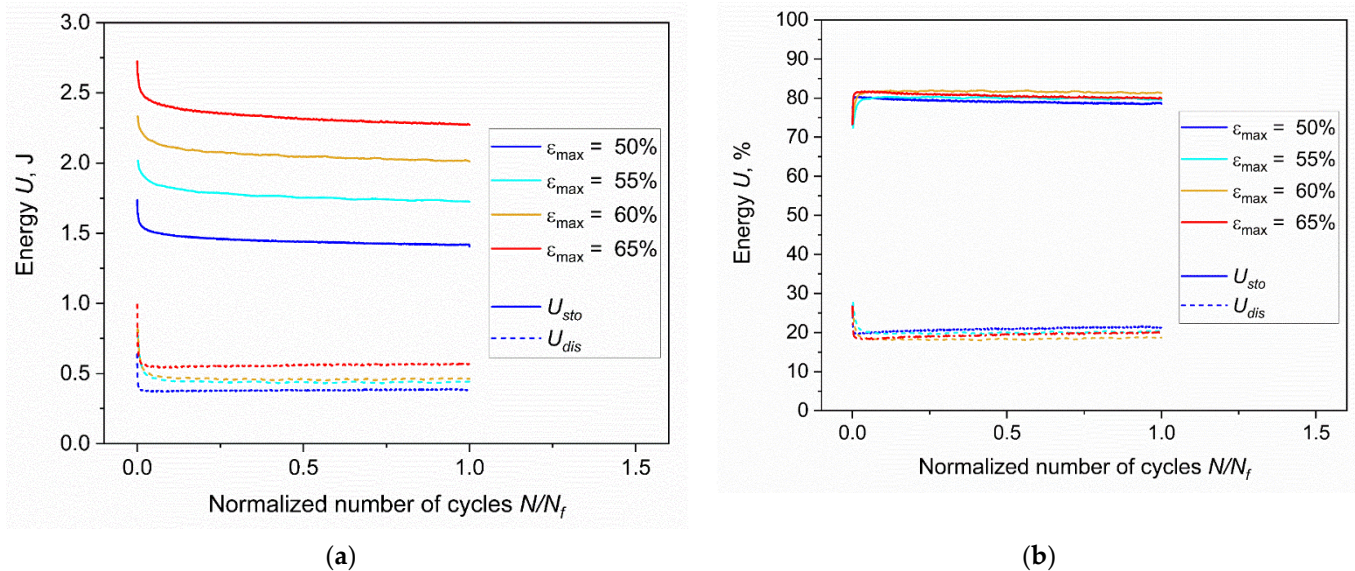 3.0
2.5
2.0
1.5
1.0
0.5
0.0
Energy U, J
0.0 0.5 1.0 1.5
Normalized number of cycles N/Nf
εmax = 50%
εmax = 55%
εmax = 60%
εmax = 65%
Usto
Udis
(a)
100
90
80
70
60
50
40
30
20
10
0
Energy U, %
0.0 0.5 1.0 1.5
Normalized number of cycles N/Nf
εmax = 50%
εmax = 55%
εmax = 60%
εmax = 65%
Usto
Udis
(b)